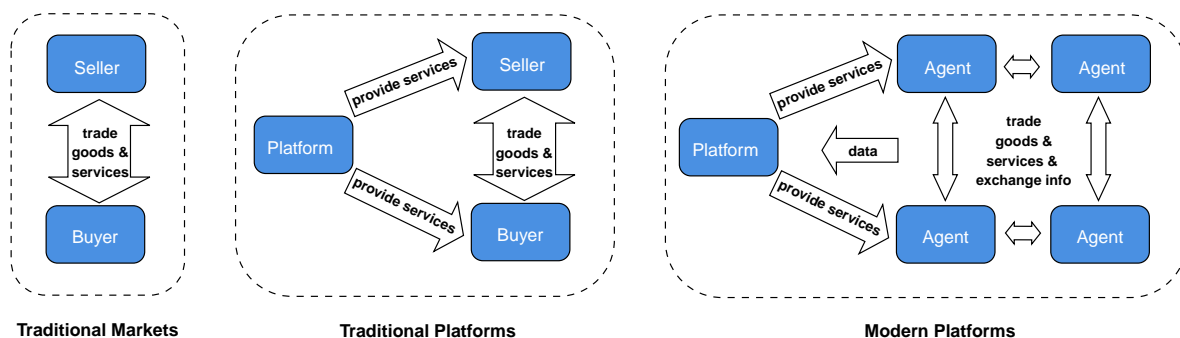 Seller
trade
goods &
services
Buyer
Traditional Markets
Platform
provide services
provide services
Seller
trade
goods &
services
Buyer
Traditional Platforms
Platform
provide services
data
provide services
Agent
Agent
trade
goods &
services &
exchange info
Agent
Agent
Modern Platforms